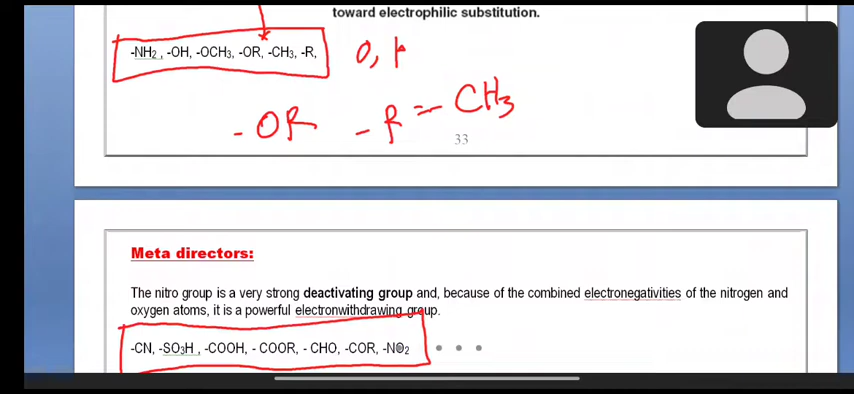 toward electrophilic substitution.
-NH2 , -OH, -OCH3, -OR, -CH3, -R,
O,
-OR -R = CH3
33
Meta directors:
The nitro group is a very strong deactivating group and, because of the combined electronegativities of the nitrogen and
oxygen atoms, it is a powerful electronwithdrawing group.
-CN, -SO3H , -COOH, - COOR, - CHO, -COR, -NO2